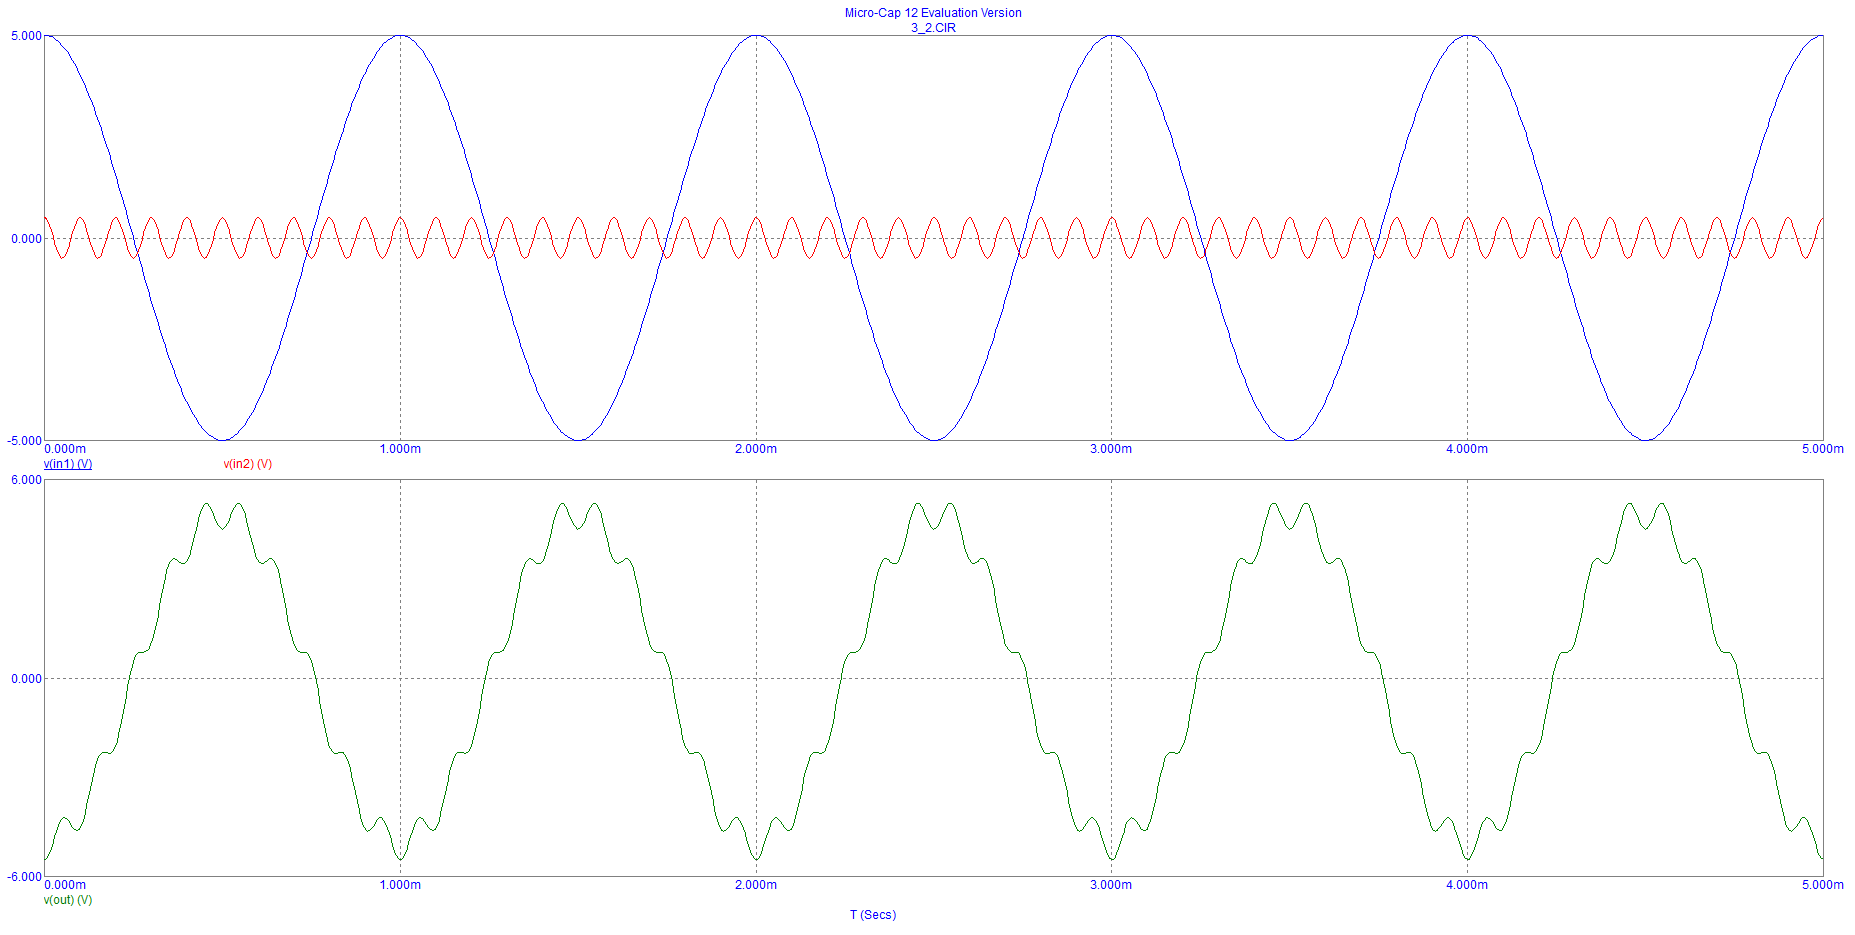 Micro-Cap 12 Evaluation Version
3_2.CIR
5.000
0.000
-5.000
0.000m 1.000m 2.000m 3.000m 4.000m 5.000m
v(in1) (V) v(in2) (V)
6.000
0.000
-6.000
0.000m 1.000m 2.000m 3.000m 4.000m 5.000m
v(out) (V)
T (Secs)